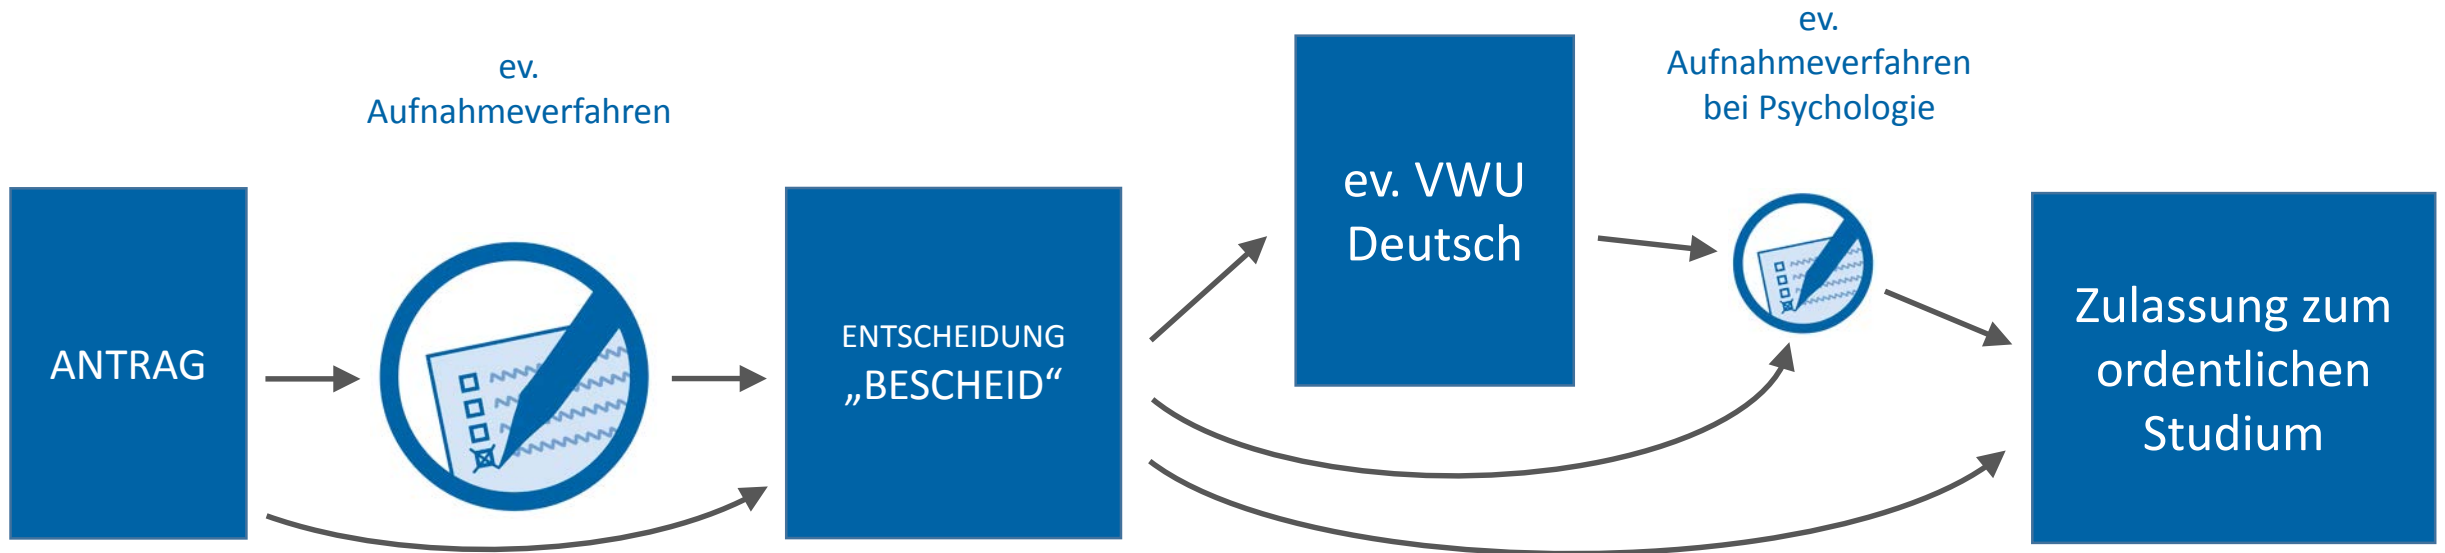 ev.
Aufnahmeverfahren
ANTRAG
ENTSCHEIDUNG
„BESCHEID“
ev. VWU
Deutsch
ev.
Aufnahmeverfahren
bei Psychologie
Zulassung zum
ordentlichen
Studium